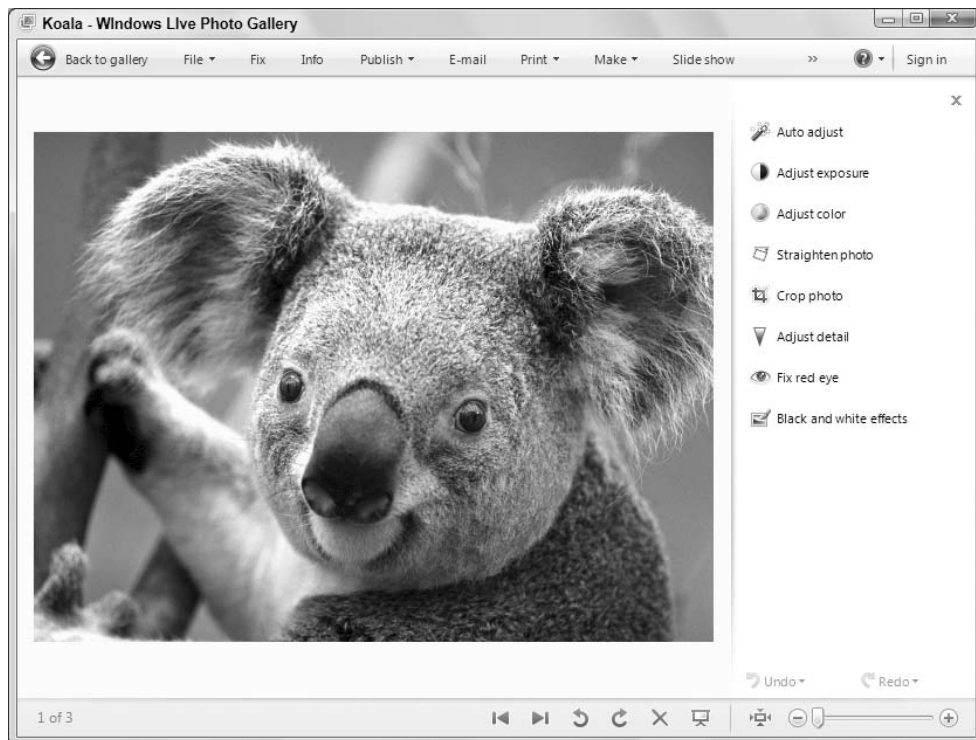 Koala - WIndows LIve Photo Gallery
Back to gallery File Fix Info Publish E-mail Print Make Slide show » Sign in
Auto adjust
Adjust exposure
Adjust color
Straighten photo
Crop photo
Adjust detail
Fix red eye
Black and white effects
Undo Redo
1 of 3